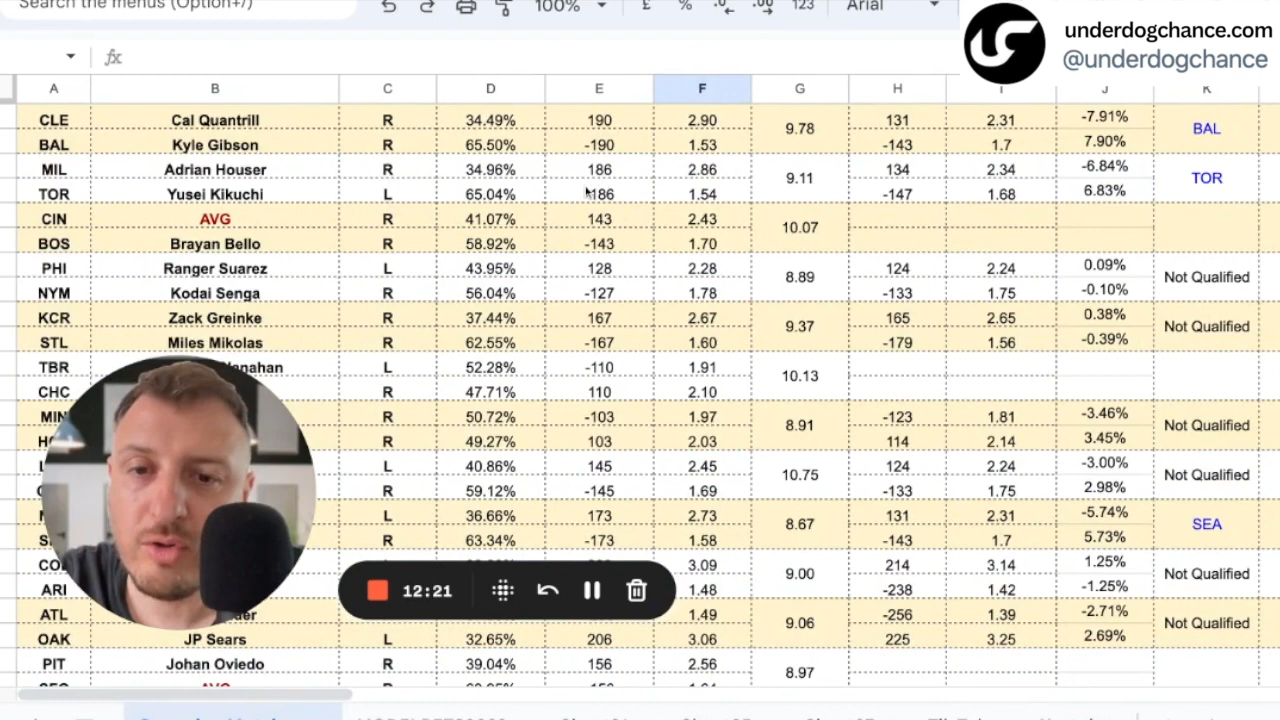 Search the menus (Option+/)
100%
£
%
.0
.00
123
Arial
underdogchance.com
@underdogchance
fx
A B C D E F G H I J K
CLE Cal Quantrill R 34.49% 190 2.90 9.78 131 2.31 -7.91% BAL
BAL Kyle Gibson R 65.50% -190 1.53 -143 1.7 7.90%
MIL Adrian Houser R 34.96% 186 2.86 9.11 134 2.34 -6.84% TOR
TOR Yusei Kikuchi L 65.04% -186 1.54 -147 1.68 6.83%
CIN AVG R 41.07% 143 2.43 10.07
BOS Brayan Bello R 58.92% -143 1.70
PHI Ranger Suarez L 43.95% 128 2.28 8.89 124 2.24 0.09% Not Qualified
NYM Kodai Senga R 56.04% -127 1.78 -133 1.75 -0.10%
KCR Zack Greinke R 37.44% 167 2.67 9.37 165 2.65 0.38% Not Qualified
STL Miles Mikolas R 62.55% -167 1.60 -179 1.56 -0.39%
TBR L 52.28% -110 1.91 10.13
CHC R 47.71% 110 2.10
MIN R 50.72% -103 1.97 8.91 -123 1.81 -3.46% Not Qualified
R 49.27% 103 2.03 114 2.14 3.45%
L 40.86% 145 2.45 10.75 124 2.24 -3.00% Not Qualified
R 59.12% -145 1.69 -133 1.75 2.98%
L 36.66% 173 2.73 8.67 131 2.31 -5.74% SEA
R 63.34% -173 1.58 -143 1.7 5.73%
3.09 9.00 214 3.14 1.25% Not Qualified
ARI 1.48 -238 1.42 -1.25%
ATL 1.49 9.06 -256 1.39 -2.71% Not Qualified
OAK JP Sears L 32.65% 206 3.06 225 3.25 2.69%
PIT Johan Oviedo R 39.04% 156 2.56 8.97
12:21